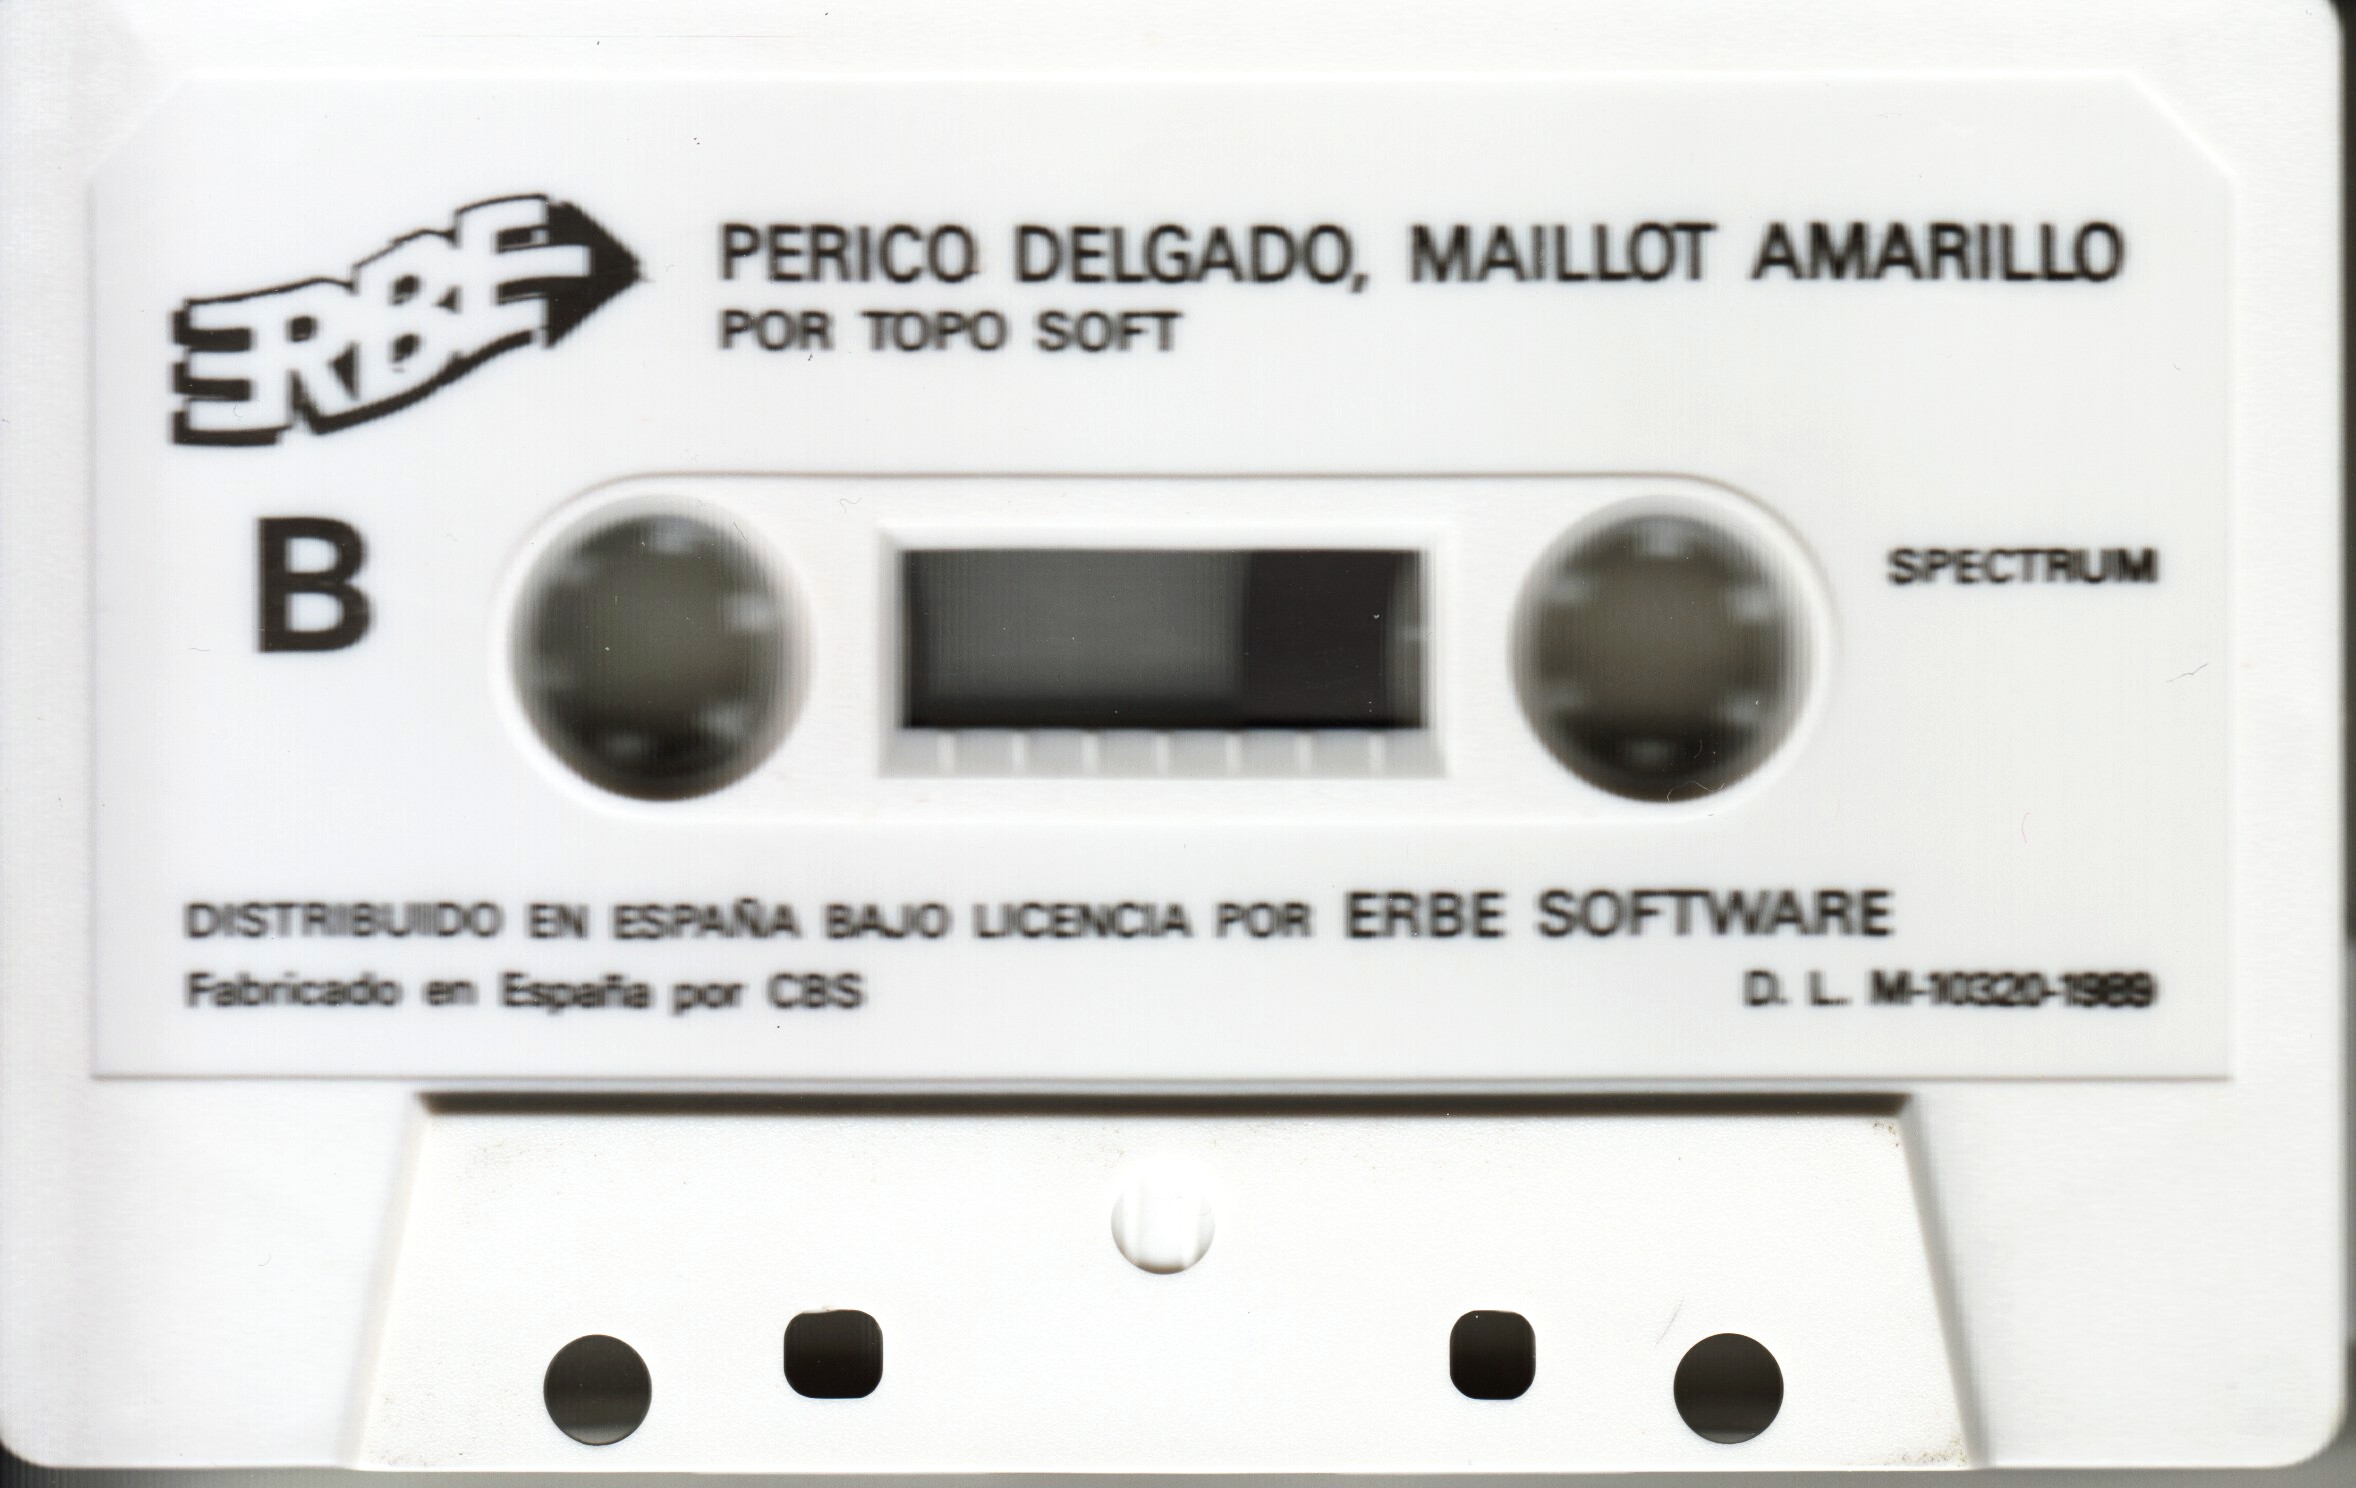 ERBE
PERICO DELGADO, MAILLOT AMARILLO
POR TOPO SOFT
B
SPECTRUM
DISTRIBUIIDO EN ESPAÑA BAJO LICENCIA POR ERBE SOFTWARE
Fabricado en España por CBS
D. L. M-10320-1989